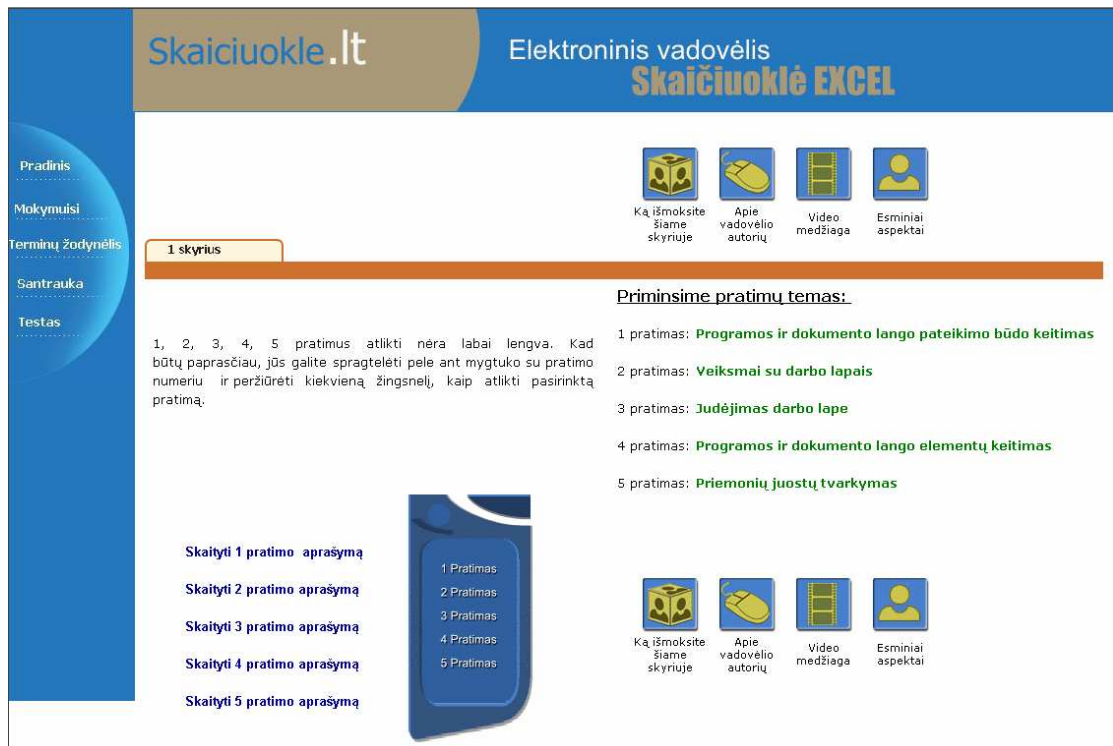 Skaiciuokle.lt
Elektroninis vadovėlis
Skaičiuoklė EXCEL
Pradinis
Mokymuisi
Terminų žodynėlis
Santrauka
Testas
Ką išmoksite
šiame
skyriuje
Apie
vadovėlio
autorių
Video
medžiaga
Esminiai
aspektai
1 skyrius
1, 2, 3, 4, 5 pratimus atlikti nėra labai lengva. Kad
būtų paprasčiau, jūs galite spragtelėti pele ant mygtuko su pratimo
numeriu ir peržiūrėti kiekvieną žingsnelį, kaip atlikti pasirinktą
pratimą.
Priminsime pratimų temas:
1 pratimas: Programos ir dokumento lango pateikimo būdo keitimas
2 pratimas: Veiksmai su darbo lapais
3 pratimas: Judėjimas darbo lape
4 pratimas: Programos ir dokumento lango elementų keitimas
5 pratimas: Priemonių juostų tvarkymas
Skaityti 1 pratimo aprašymą
Skaityti 2 pratimo aprašymą
Skaityti 3 pratimo aprašymą
Skaityti 4 pratimo aprašymą
Skaityti 5 pratimo aprašymą
1 Pratimas
2 Pratimas
3 Pratimas
4 Pratimas
5 Pratimas
Ką išmoksite
šiame
skyriuje
Apie
vadovėlio
autorių
Video
medžiaga
Esminiai
aspektai